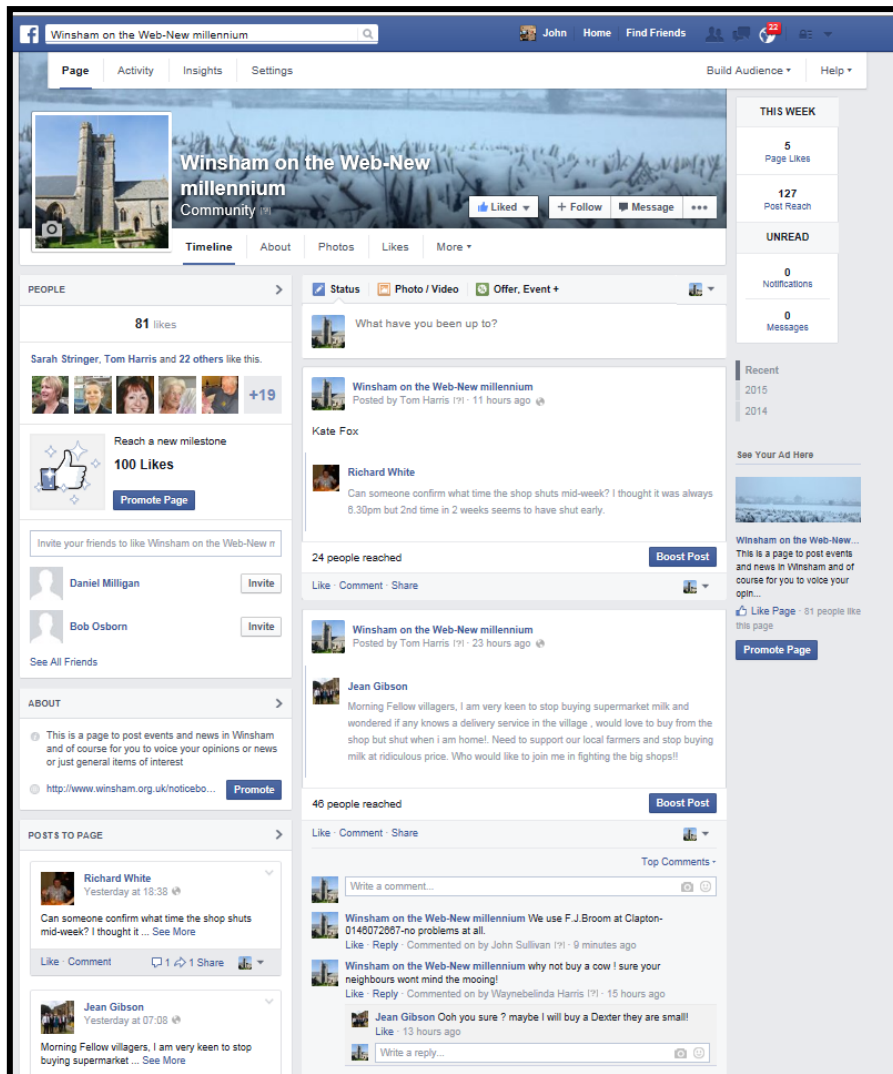 Winsham on the Web-New millennium
John Home Find Friends
22
Page Activity Insights Settings
Build Audience Help
Winsham on the Web-New
millennium
Community [?]
Liked + Follow Message •••
Timeline About Photos Likes More
THIS WEEK
5
Page Likes
127
Post Reach
UNREAD
0
Notifications
0
Messages
Recent
2015
2014
See Your Ad Here
Winsham on the Web-New...
This is a page to post events
and news in Winsham and of
course for you to voice your
opin...
Like Page · 81 people like
this page
Promote Page
PEOPLE
81 likes
Sarah Stringer, Tom Harris and 22 others like this.
+19
Reach a new milestone
100 Likes
Promote Page
Invite your friends to like Winsham on the Web-New m
Daniel Milligan Invite
Bob Osborn Invite
See All Friends
ABOUT
This is a page to post events and news in Winsham
and of course for you to voice your opinions or news
or just general items of interest
http://www.winsham.org.uk/noticebo... Promote
POSTS TO PAGE
Richard White
Yesterday at 18:38
Can someone confirm what time the shop shuts
mid-week? I thought it ... See More
Like · Comment 1 1 Share
Jean Gibson
Yesterday at 07:08
Morning Fellow villagers, I am very keen to stop
buying supermarket ... See More
Status Photo / Video Offer, Event +
What have you been up to?
Winsham on the Web-New millennium
Posted by Tom Harris [?] · 11 hours ago
Kate Fox
Richard White
Can someone confirm what time the shop shuts mid-week? I thought it was always
6.30pm but 2nd time in 2 weeks seems to have shut early.
24 people reached Boost Post
Like · Comment · Share
Winsham on the Web-New millennium
Posted by Tom Harris [?] · 23 hours ago
Jean Gibson
Morning Fellow villagers, I am very keen to stop buying supermarket milk and
wondered if any knows a delivery service in the village , would love to buy from the
shop but shut when i am home!. Need to support our local farmers and stop buying
milk at ridiculous price. Who would like to join me in fighting the big shops!!
46 people reached Boost Post
Like · Comment · Share
Top Comments
Write a comment...
Winsham on the Web-New millennium We use F.J.Broom at Clapton-
0146072667-no problems at all.
Like · Reply · Commented on by John Sullivan [?] · 9 minutes ago
Winsham on the Web-New millennium why not buy a cow ! sure your
neighbours wont mind the mooing!
Like · Reply · Commented on by Waynebelinda Harris [?] · 15 hours ago
Jean Gibson Ooh you sure ? maybe I will buy a Dexter they are small!
Like · 13 hours ago
Write a reply...